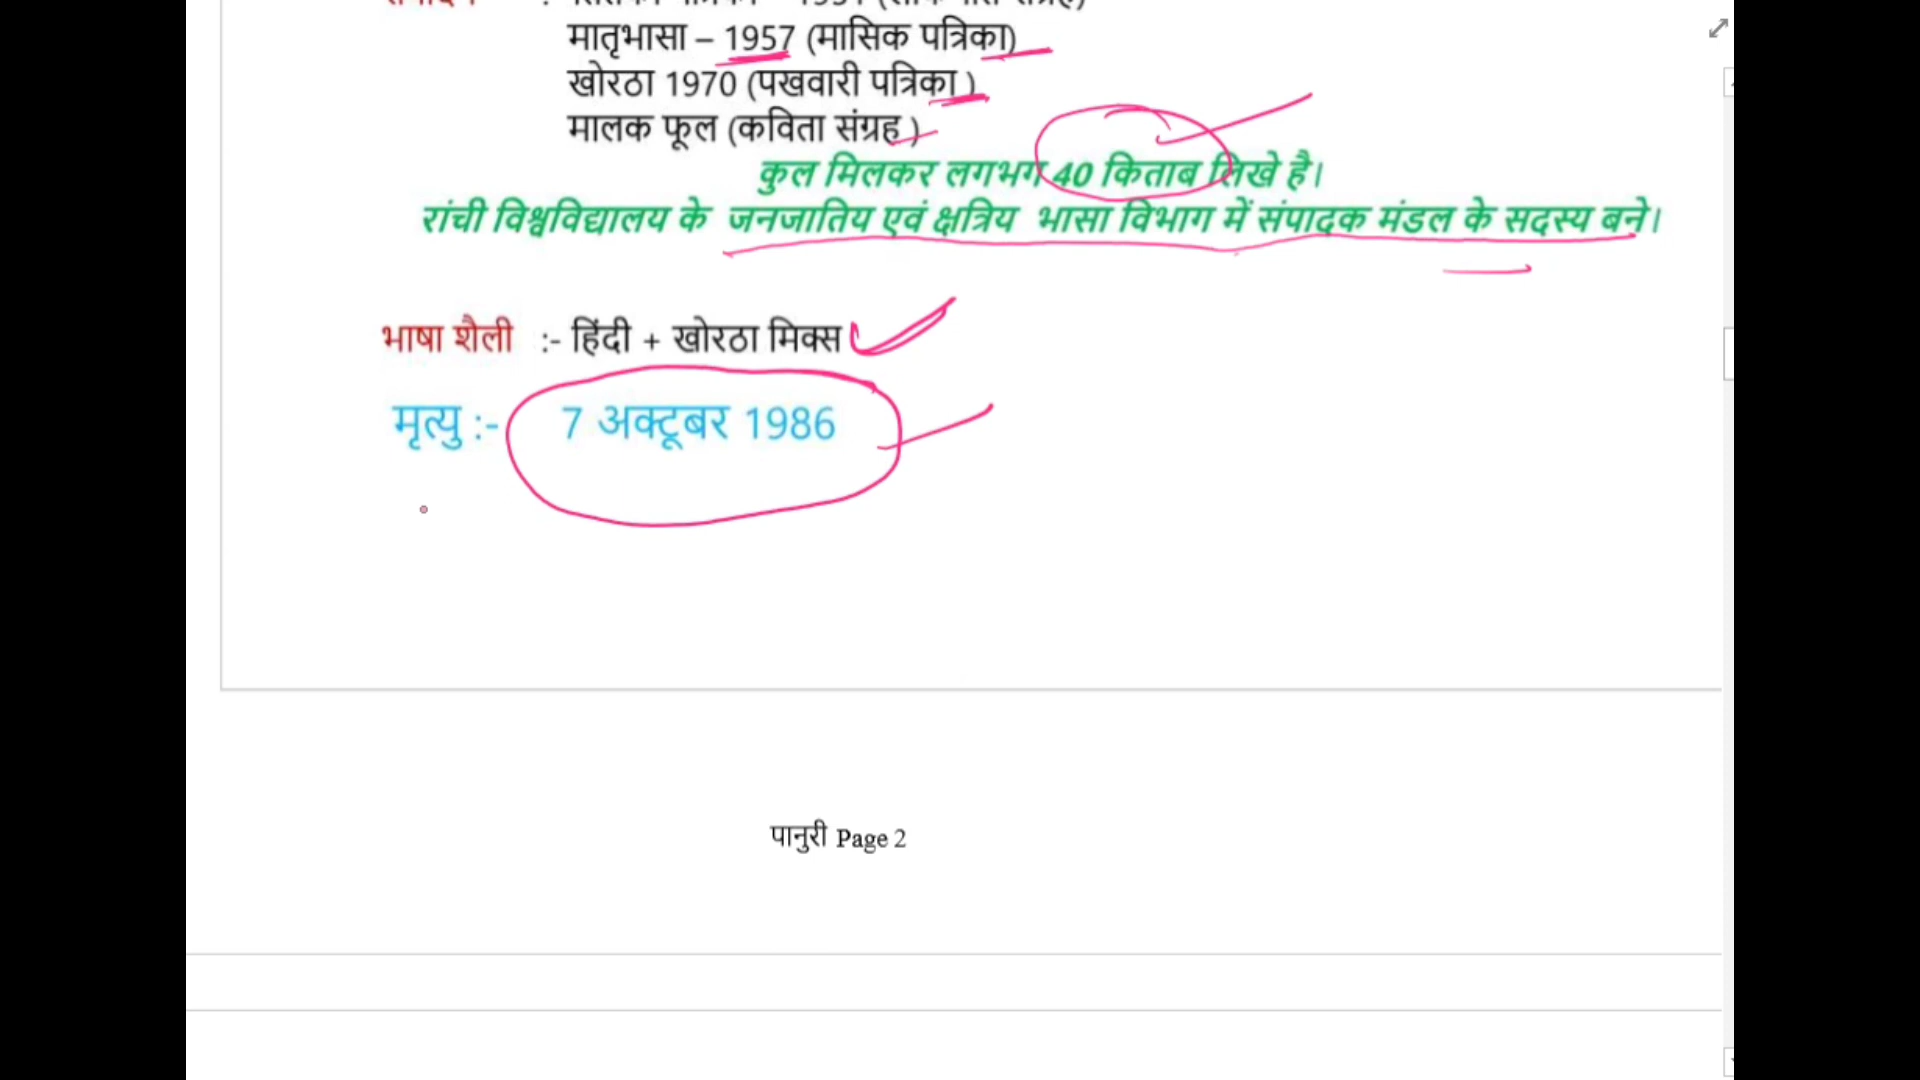 मातृभासा – 1957 (मासिक पत्रिका)
खोरठा 1970 (पखवारी पत्रिका )
मालक फूल (कविता संग्रह )
कुल मिलकर लगभग 40 किताब लिखे है।
रांची विश्वविद्यालय के जनजातिय एवं क्षत्रिय भासा विभाग में संपादक मंडल के सदस्य बने।
भाषा शैली :- हिंदी + खोरठा मिक्स
मृत्यु :- 7 अक्टूबर 1986
पानुरी Page 2